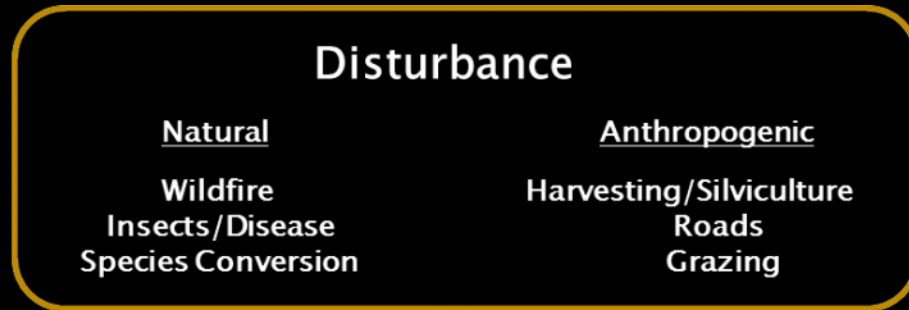 Disturbance
Natural
Wildfire
Insects/Disease
Species Conversion
Anthropogenic
Harvesting/Silviculture
Roads
Grazing